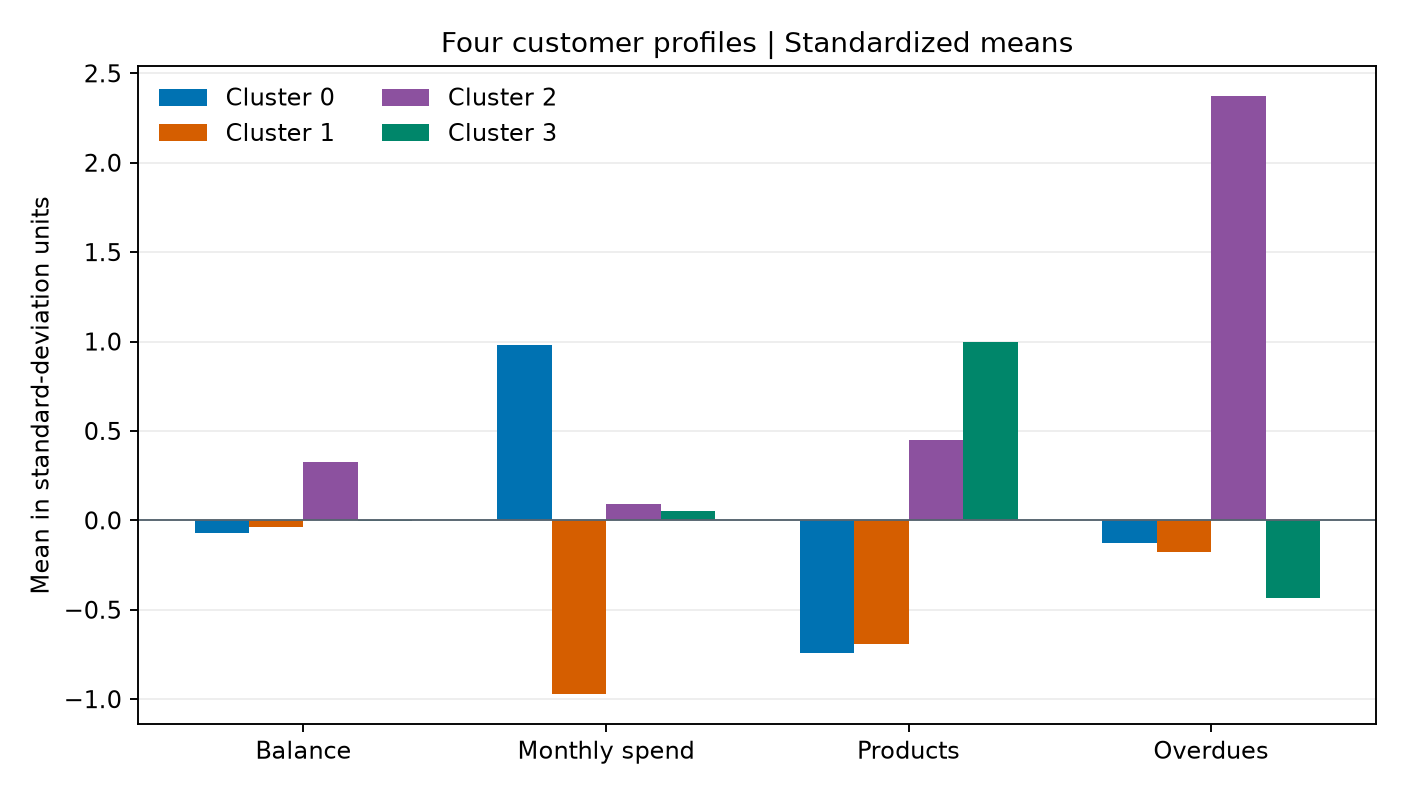 Four customer profiles | Standardized means
Mean in standard-deviation units
2.5
2.0
1.5
1.0
0.5
0.0
−0.5
−1.0
Cluster 0
Cluster 1
Cluster 2
Cluster 3
Balance
Monthly spend
Products
Overdues